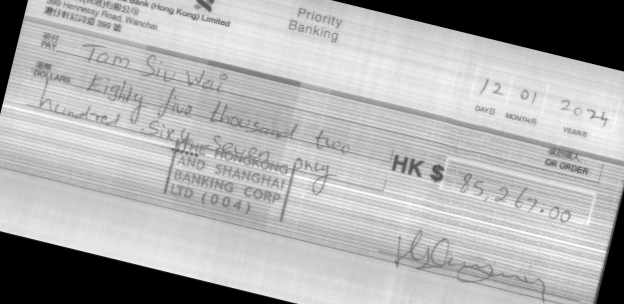 Bank (Hong Kong) Limited
399 Hennessy Road, Wanchai
灣仔軒尼詩道 399 號
Priority
Banking
12 01 2024
DAY日 MONTH月 YEAR年
祈付
PAY Tam Siu Wai
港幣
DOLLARS Eighty five thousand two
hundred sixty seven only
或持票人
OR ORDER
HK $ 85,267.00
THE HONGKONG
AND SHANGHAI
BANKING CORP
LTD (004)